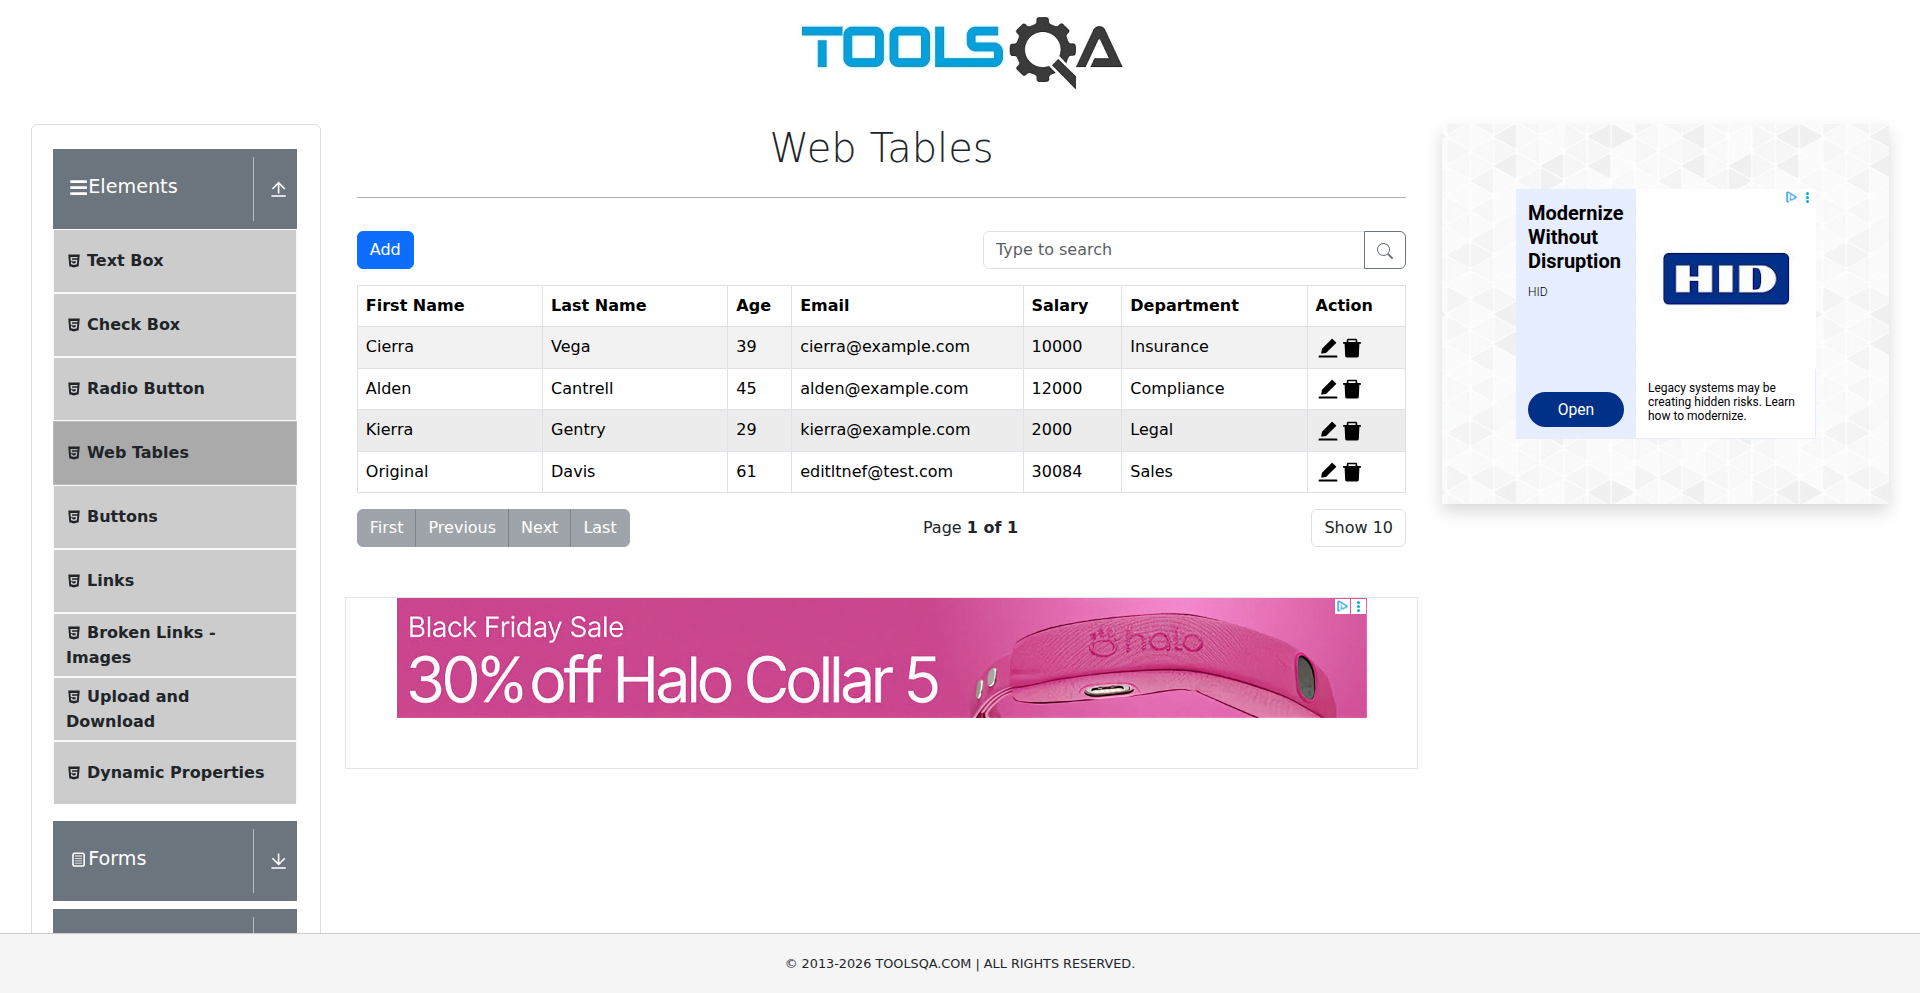 TOOLSQA
Elements
Text Box
Check Box
Radio Button
Web Tables
Buttons
Links
Broken Links -
Images
Upload and
Download
Dynamic Properties
Forms
Web Tables
Add
Type to search
First Name Last Name Age Email Salary Department Action
Cierra Vega 39 cierra@example.com 10000 Insurance
Alden Cantrell 45 alden@example.com 12000 Compliance
Kierra Gentry 29 kierra@example.com 2000 Legal
Original Davis 61 editltnef@test.com 30084 Sales
First Previous Next Last
Page 1 of 1
Show 10
Black Friday Sale
30% off Halo Collar 5
halo
Modernize
Without
Disruption
HID
Open
HID
Legacy systems may be
creating hidden risks. Learn
how to modernize.
© 2013-2026 TOOLSQA.COM | ALL RIGHTS RESERVED.